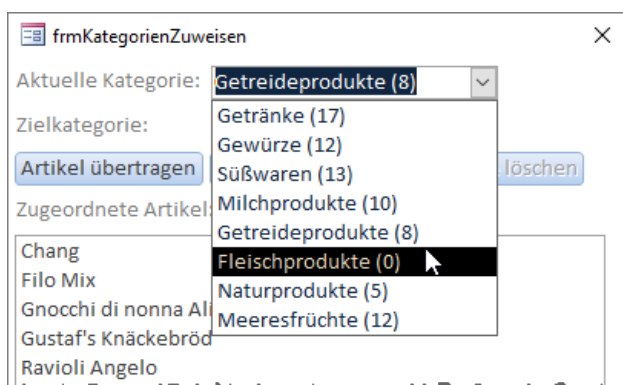 frmKategorienZuweisen
Aktuelle Kategorie: Getreideprodukte (8)
Zielkategorie:
Getränke (17)
Gewürze (12)
Süßwaren (13)
Milchprodukte (10)
Getreideprodukte (8)
Fleischprodukte (0)
Naturprodukte (5)
Meeresfrüchte (12)
Artikel übertragen
löschen
Zugeordnete Artikel:
Chang
Filo Mix
Gnocchi di nonna Ali
Gustaf's Knäckebröd
Ravioli Angelo